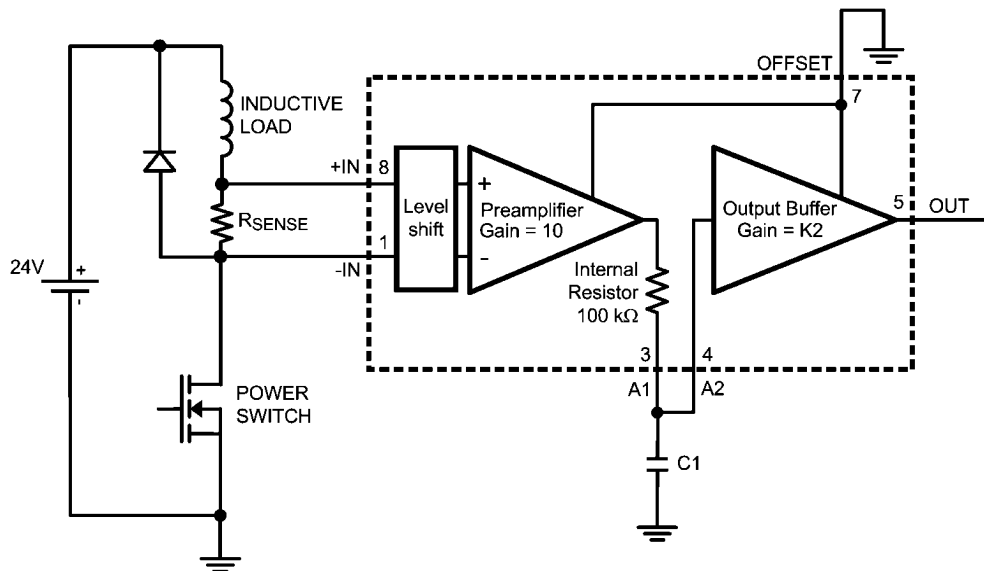 OFFSET
7
INDUCTIVE
LOAD
+IN
8
Level
shift
+
Preamplifier
Gain = 10
-
Output Buffer
Gain = K2
5
OUT
RSENSE
1
-IN
24V
+
-
Internal
Resistor
100 kΩ
3
4
A1
A2
POWER
SWITCH
C1